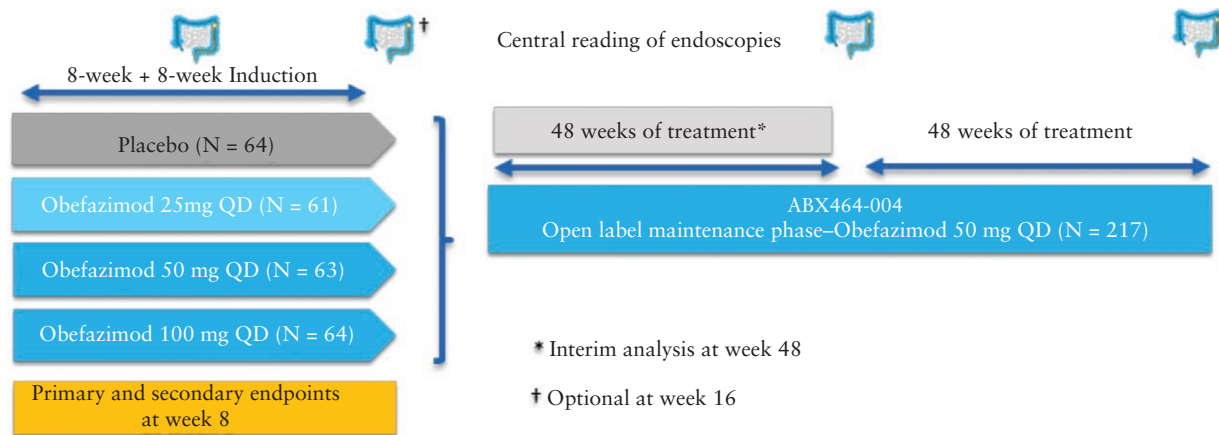 †
Central reading of endoscopies
8-week + 8-week Induction
Placebo (N = 64)
Obefazimod 25mg QD (N = 61)
Obefazimod 50 mg QD (N = 63)
Obefazimod 100 mg QD (N = 64)
Primary and secondary endpoints
at week 8
48 weeks of treatment*
48 weeks of treatment
ABX464-004
Open label maintenance phase–Obefazimod 50 mg QD (N = 217)
* Interim analysis at week 48
† Optional at week 16